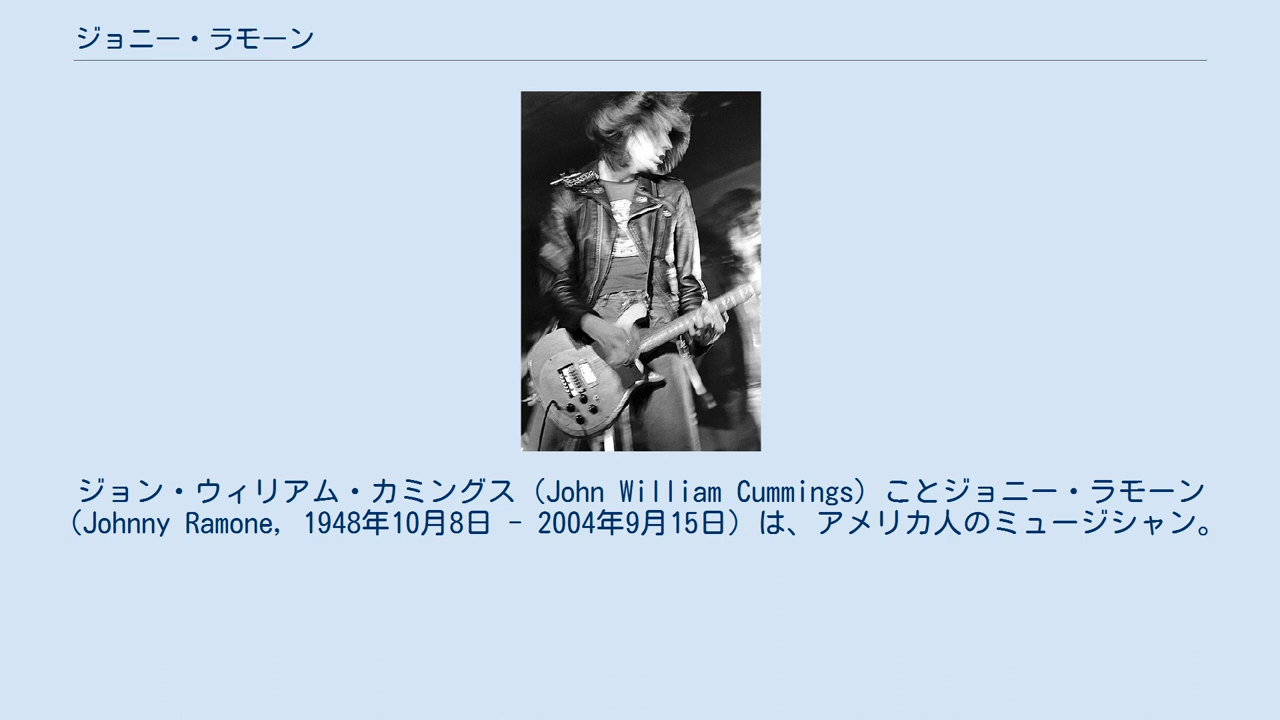 ジョニー・ラモーン
ジョン・ウィリアム・カミングス（John William Cummings）ことジョニー・ラモーン
（Johnny Ramone, 1948年10月8日 - 2004年9月15日）は、アメリカ人のミュージシャン。